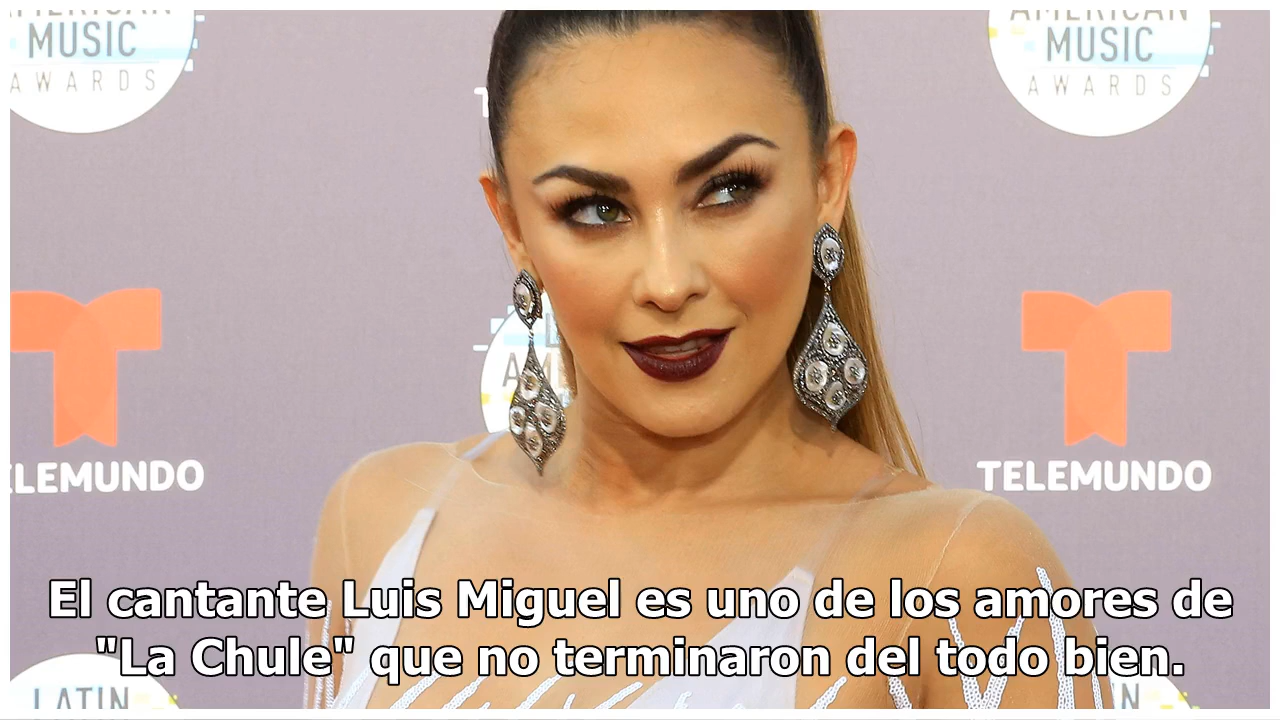 AMERICAN
MUSIC
AWARDS
AMERICAN
MUSIC
AWARDS
TELEMUNDO
TELEMUNDO
El cantante Luis Miguel es uno de los amores de
"La Chule" que no terminaron del todo bien.
LATIN